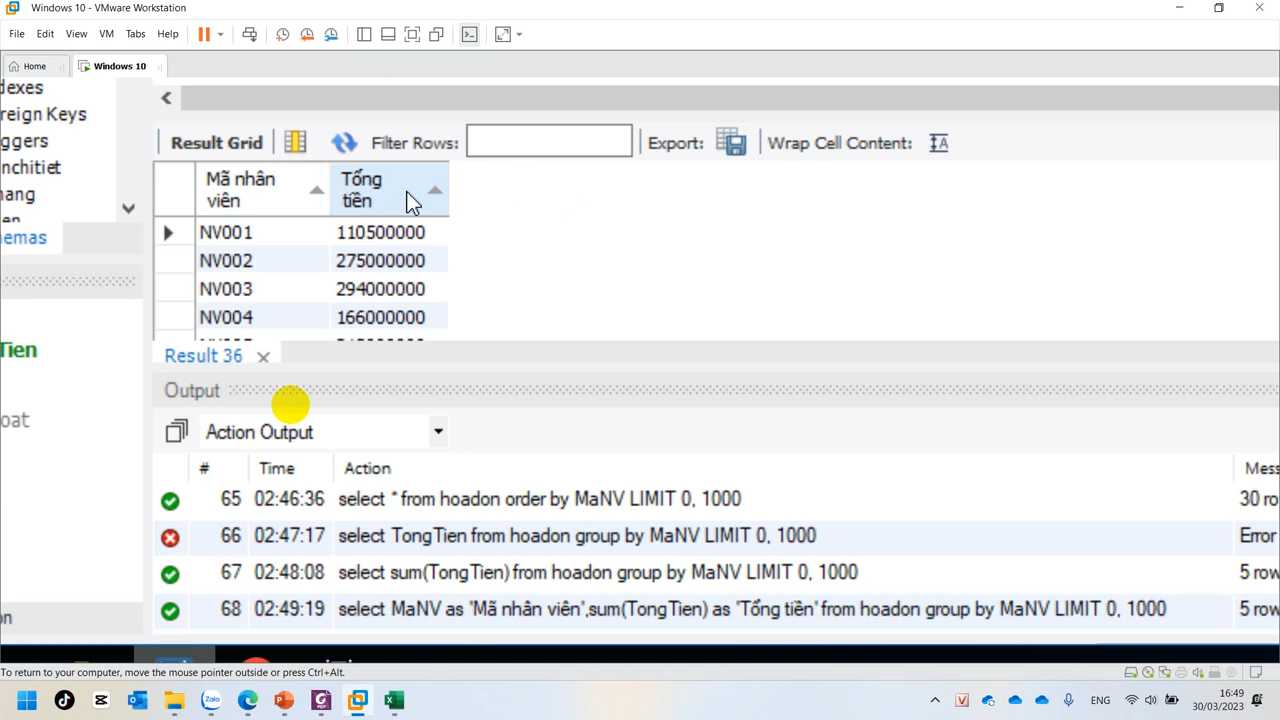 Windows 10 - VMware Workstation
File Edit View VM Tabs Help
Home Windows 10
dexes
reign Keys
ggers
nchitiet
nang
emas
Tien
oat
Result Grid Filter Rows: Export: Wrap Cell Content:
Mã nhân viên Tổng tiền
NV001 110500000
NV002 275000000
NV003 294000000
NV004 166000000
Result 36
Output
Action Output
# Time Action Mess
65 02:46:36 select * from hoadon order by MaNV LIMIT 0, 1000 30 ro
66 02:47:17 select TongTien from hoadon group by MaNV LIMIT 0, 1000 Error
67 02:48:08 select sum(TongTien) from hoadon group by MaNV LIMIT 0, 1000 5 row
68 02:49:19 select MaNV as 'Mã nhân viên',sum(TongTien) as 'Tổng tiền' from hoadon group by MaNV LIMIT 0, 1000 5 row
To return to your computer, move the mouse pointer outside or press Ctrl+Alt.
Zalo ENG 16:49
30/03/2023